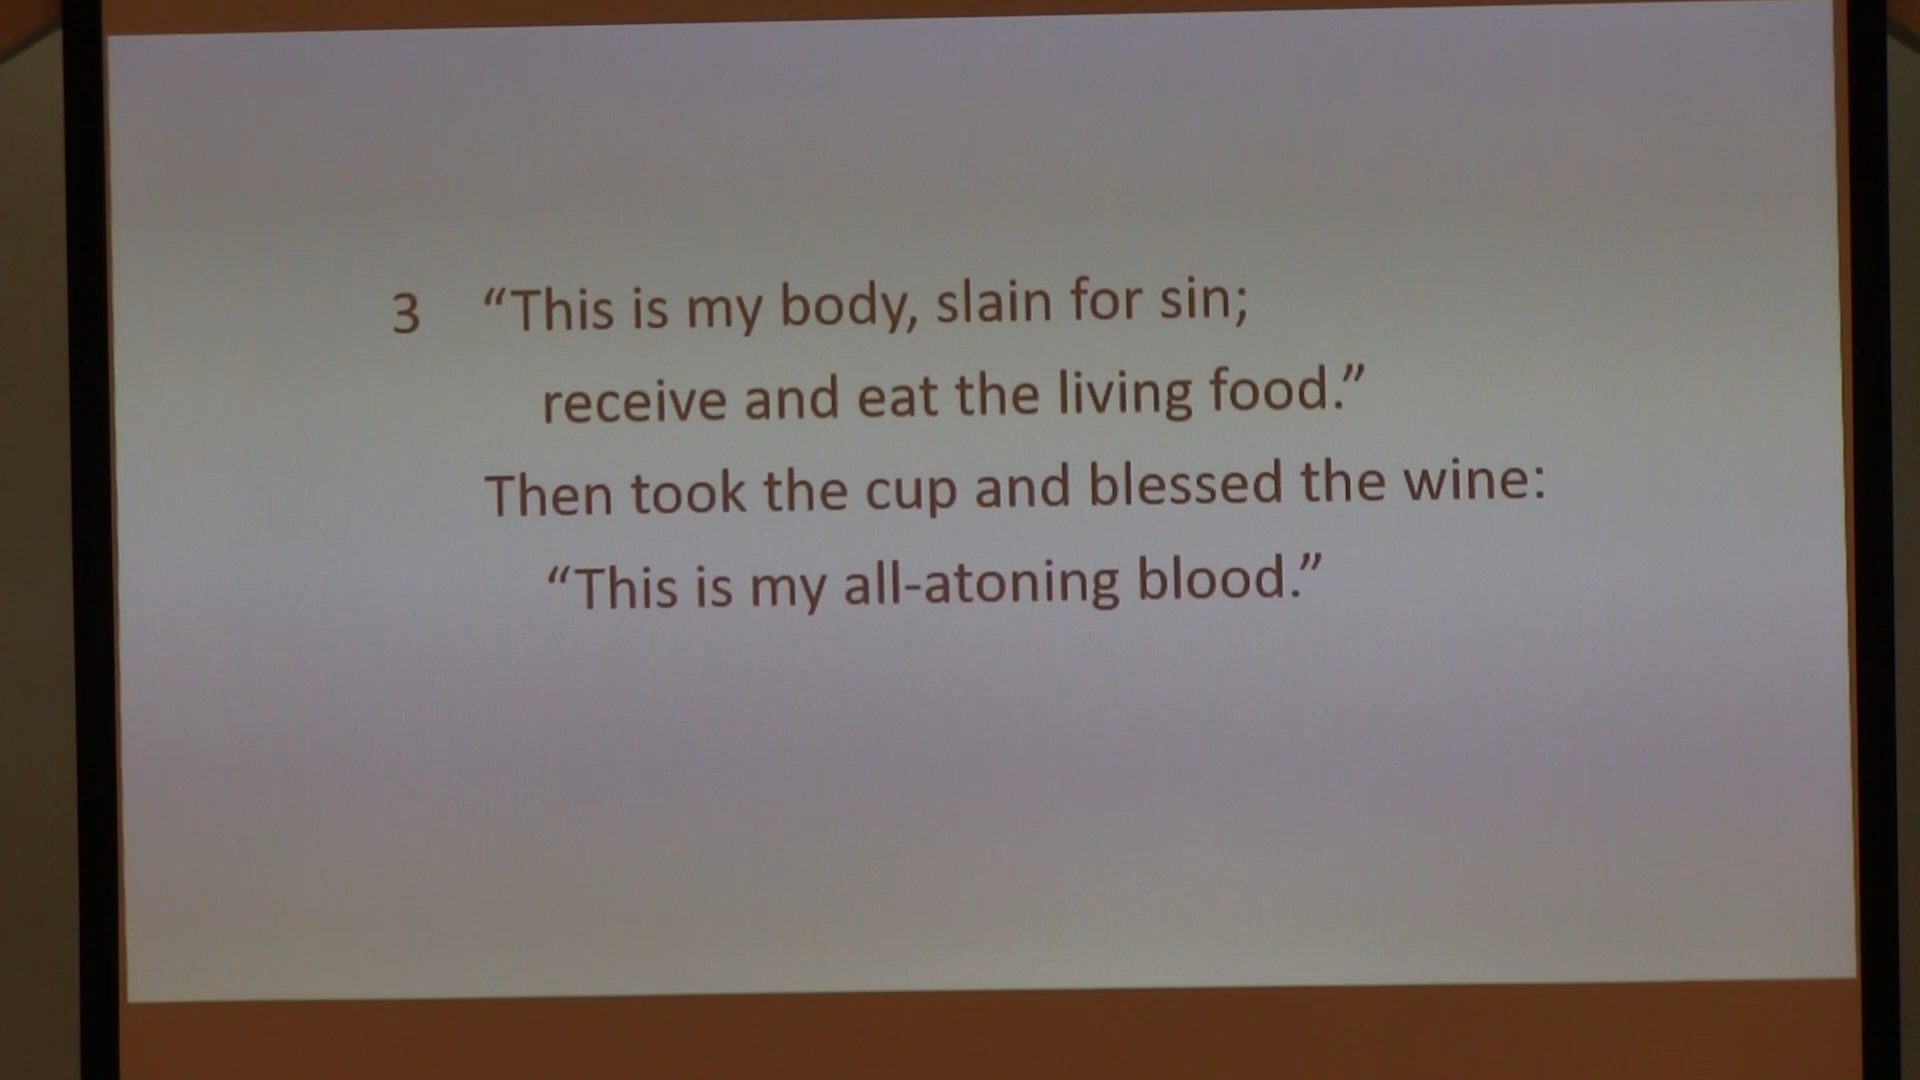 3 “This is my body, slain for sin;
receive and eat the living food.”
Then took the cup and blessed the wine:
“This is my all-atoning blood.”